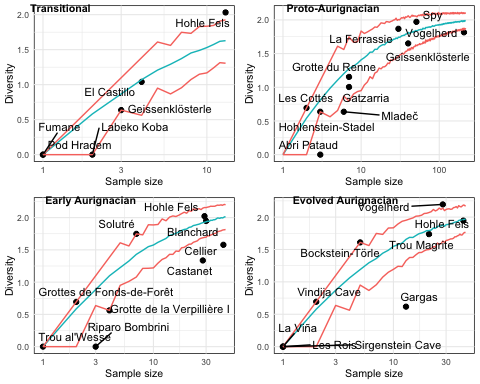 Transitional
Diversity
2.0
1.5
1.0
0.5
0.0
Hohle Fels
El Castillo
Geissenklösterle
Fumane
Labeko Koba
Pod Hradem
1
3
10
Sample size
Proto-Aurignacian
Diversity
2.0
1.5
1.0
0.5
0.0
Spy
La Ferrassie
Vogelherd
Geissenklösterle
Grotte du Renne
Les Cottés
Gatzarria
Mladeč
Hohlenstein-Stadel
Abri Pataud
1
10
100
Sample size
Early Aurignacian
Diversity
2.0
1.5
1.0
0.5
0.0
Hohle Fels
Solutré
Blanchard
Cellier
Castanet
Grottes de Fonds-de-Forêt
Grotte de la Verpillière I
Riparo Bombrini
Trou al'Wesse
1
3
10
30
Sample size
Evolved Aurignacian
Diversity
2.0
1.5
1.0
0.5
0.0
Vogelherd
Hohle Fels
Bockstein-Törle
Trou Magrite
Vindija Cave
Gargas
La Viña
Les Rois
Sirgenstein Cave
1
3
10
30
Sample size